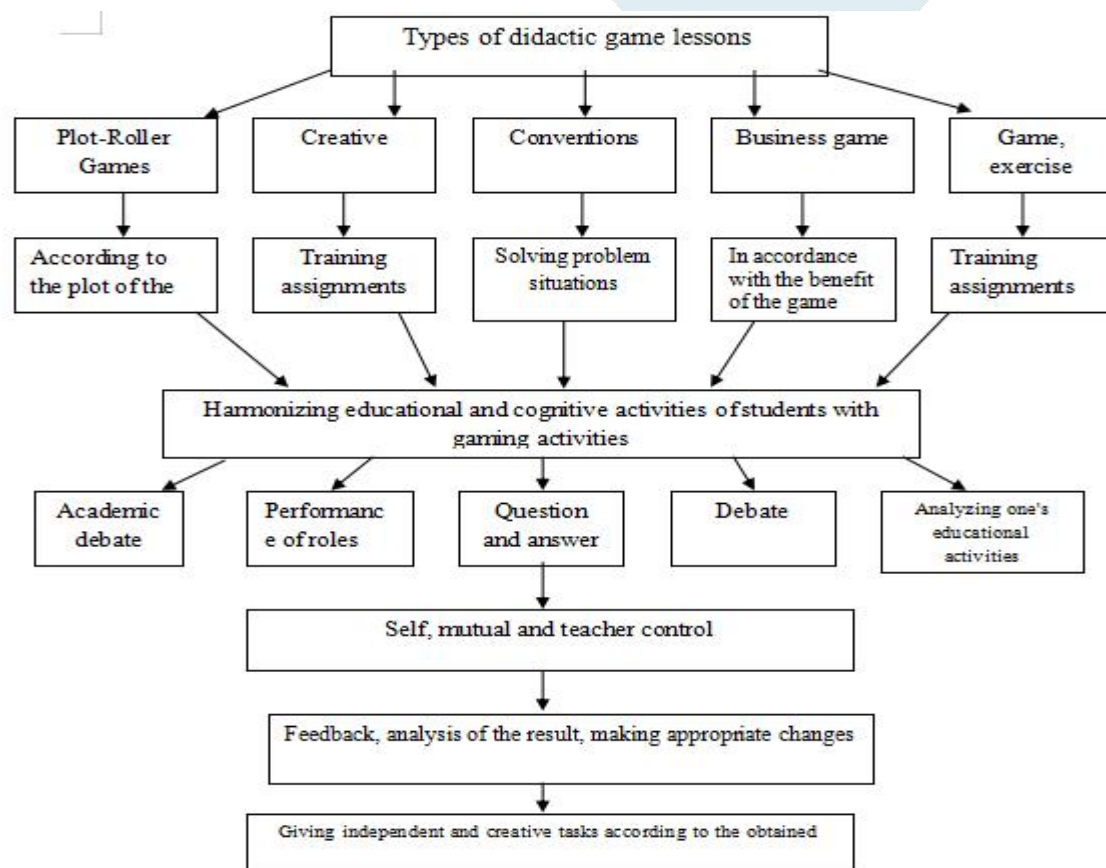 Types of didactic game lessons
Plot-Roller
Games
Creative
Conventions
Business game
Game,
exercise
According to
the plot of the
Training
assignments
Solving problem
situations
In accordance
with the benefit
of the game
Training
assignments
Harmonizing educational and cognitive activities of students with
gaming activities
Academic
debate
Performanc
e of roles
Question
and answer
Debate
Analyzing one's
educational
activities
Self, mutual and teacher control
Feedback, analysis of the result, making appropriate changes
Giving independent and creative tasks according to the obtained